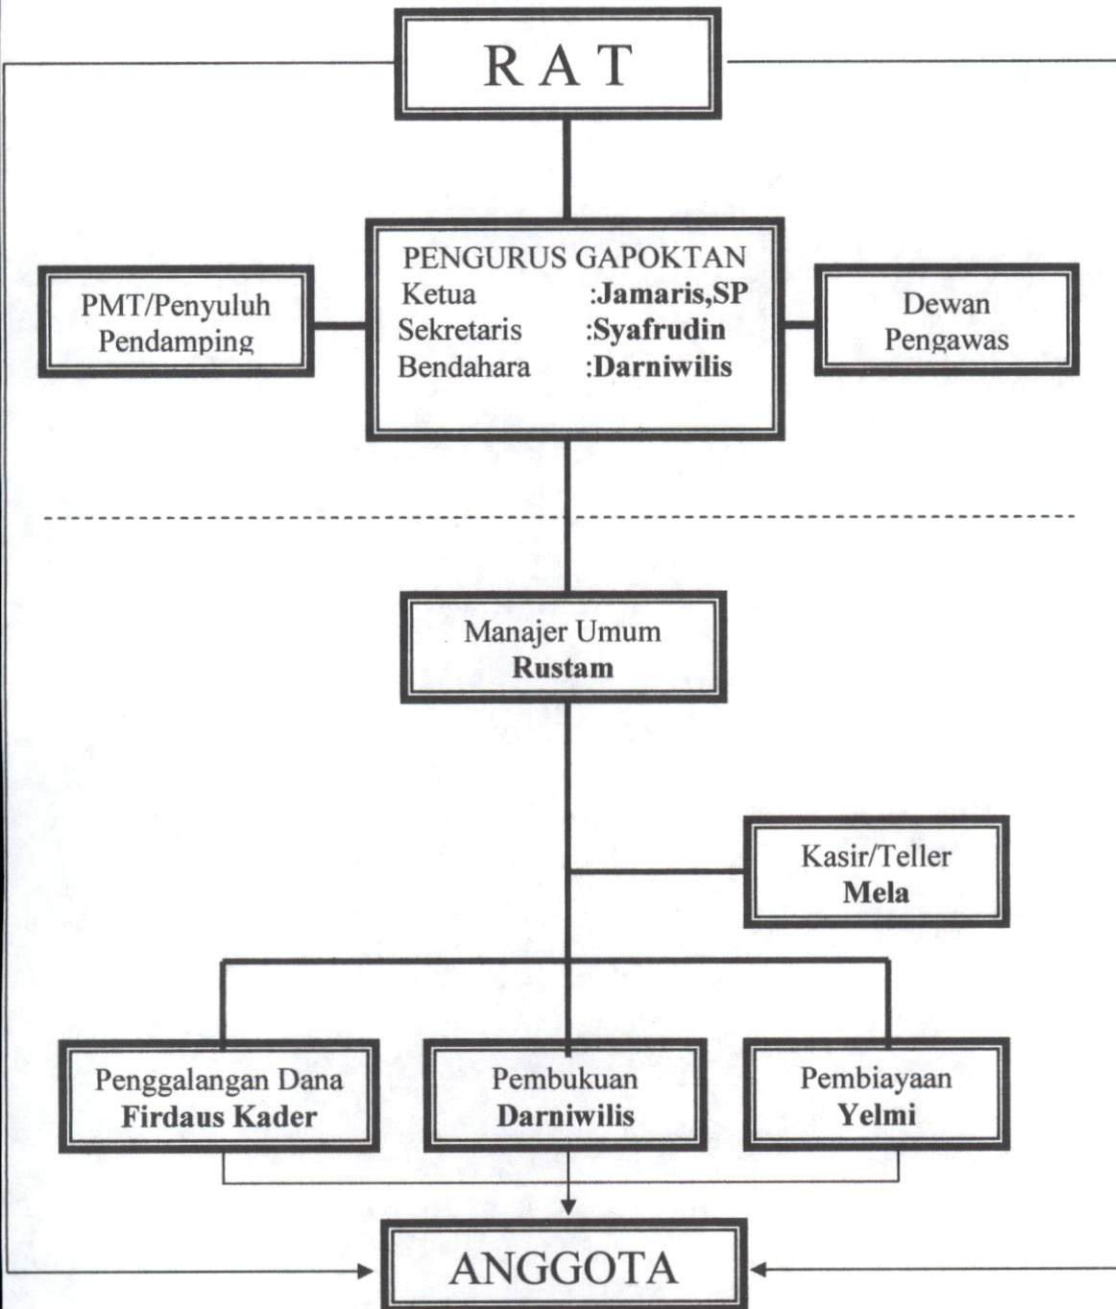 R A T
PENGURUS GAPOKTAN
Ketua :Jamaris,SP
Sekretaris :Syafrudin
Bendahara :Darniwilis
PMT/Penyuluh
Pendamping
Dewan
Pengawas
Manajer Umum
Rustam
Kasir/Teller
Mela
Penggalangan Dana
Firdaus Kader
Pembukuan
Darniwilis
Pembiayaan
Yelmi
ANGGOTA